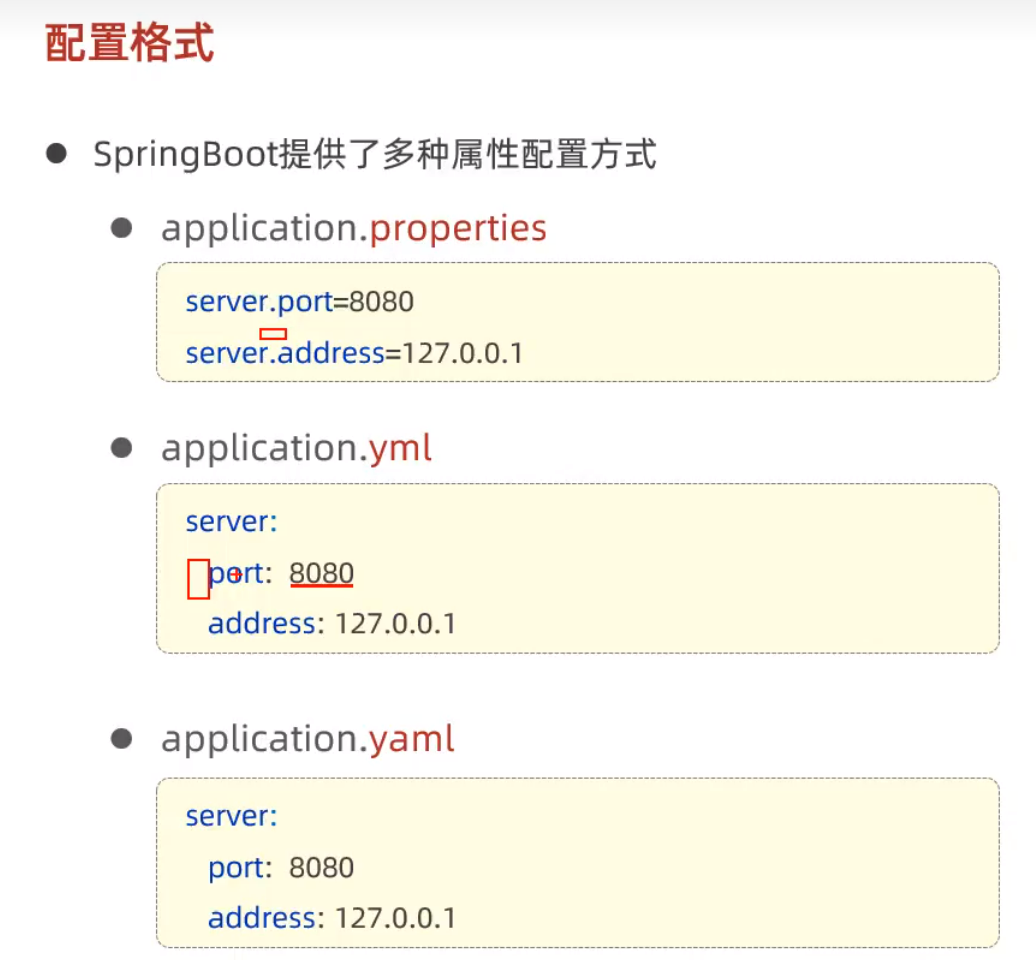 配置格式
SpringBoot提供了多种属性配置方式
application.properties
server.port=8080
server.address=127.0.0.1
application.yml
server:
port: 8080
address: 127.0.0.1
application.yaml
server:
port: 8080
address: 127.0.0.1